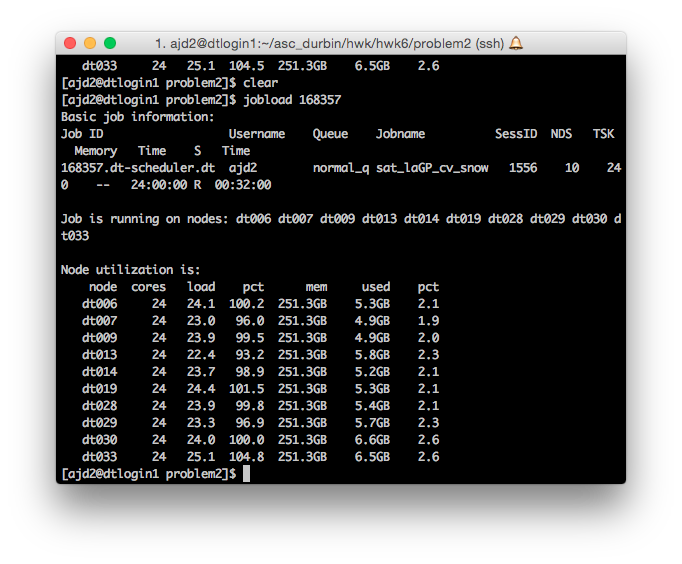 1. ajd2@dtlogin1:~/asc_durbin/hwk/hwk6/problem2 (ssh) 🔔
dt033 24 25.1 104.5 251.3GB 6.5GB 2.6
[ajd2@dtlogin1 problem2]$ clear
[ajd2@dtlogin1 problem2]$ jobload 168357
Basic job information:
Job ID Username Queue Jobname SessID NDS TSK
Memory Time S Time
168357.dt-scheduler.dt ajd2 normal_q sat_laGP_cv_snow 1556 10 24
0 -- 24:00:00 R 00:32:00
Job is running on nodes: dt006 dt007 dt009 dt013 dt014 dt019 dt028 dt029 dt030 d
t033
Node utilization is:
node cores load pct mem used pct
dt006 24 24.1 100.2 251.3GB 5.3GB 2.1
dt007 24 23.0 96.0 251.3GB 4.9GB 1.9
dt009 24 23.9 99.5 251.3GB 4.9GB 2.0
dt013 24 22.4 93.2 251.3GB 5.8GB 2.3
dt014 24 23.7 98.9 251.3GB 5.2GB 2.1
dt019 24 24.4 101.5 251.3GB 5.3GB 2.1
dt028 24 23.9 99.8 251.3GB 5.4GB 2.1
dt029 24 23.3 96.9 251.3GB 5.7GB 2.3
dt030 24 24.0 100.0 251.3GB 6.6GB 2.6
dt033 24 25.1 104.8 251.3GB 6.5GB 2.6
[ajd2@dtlogin1 problem2]$